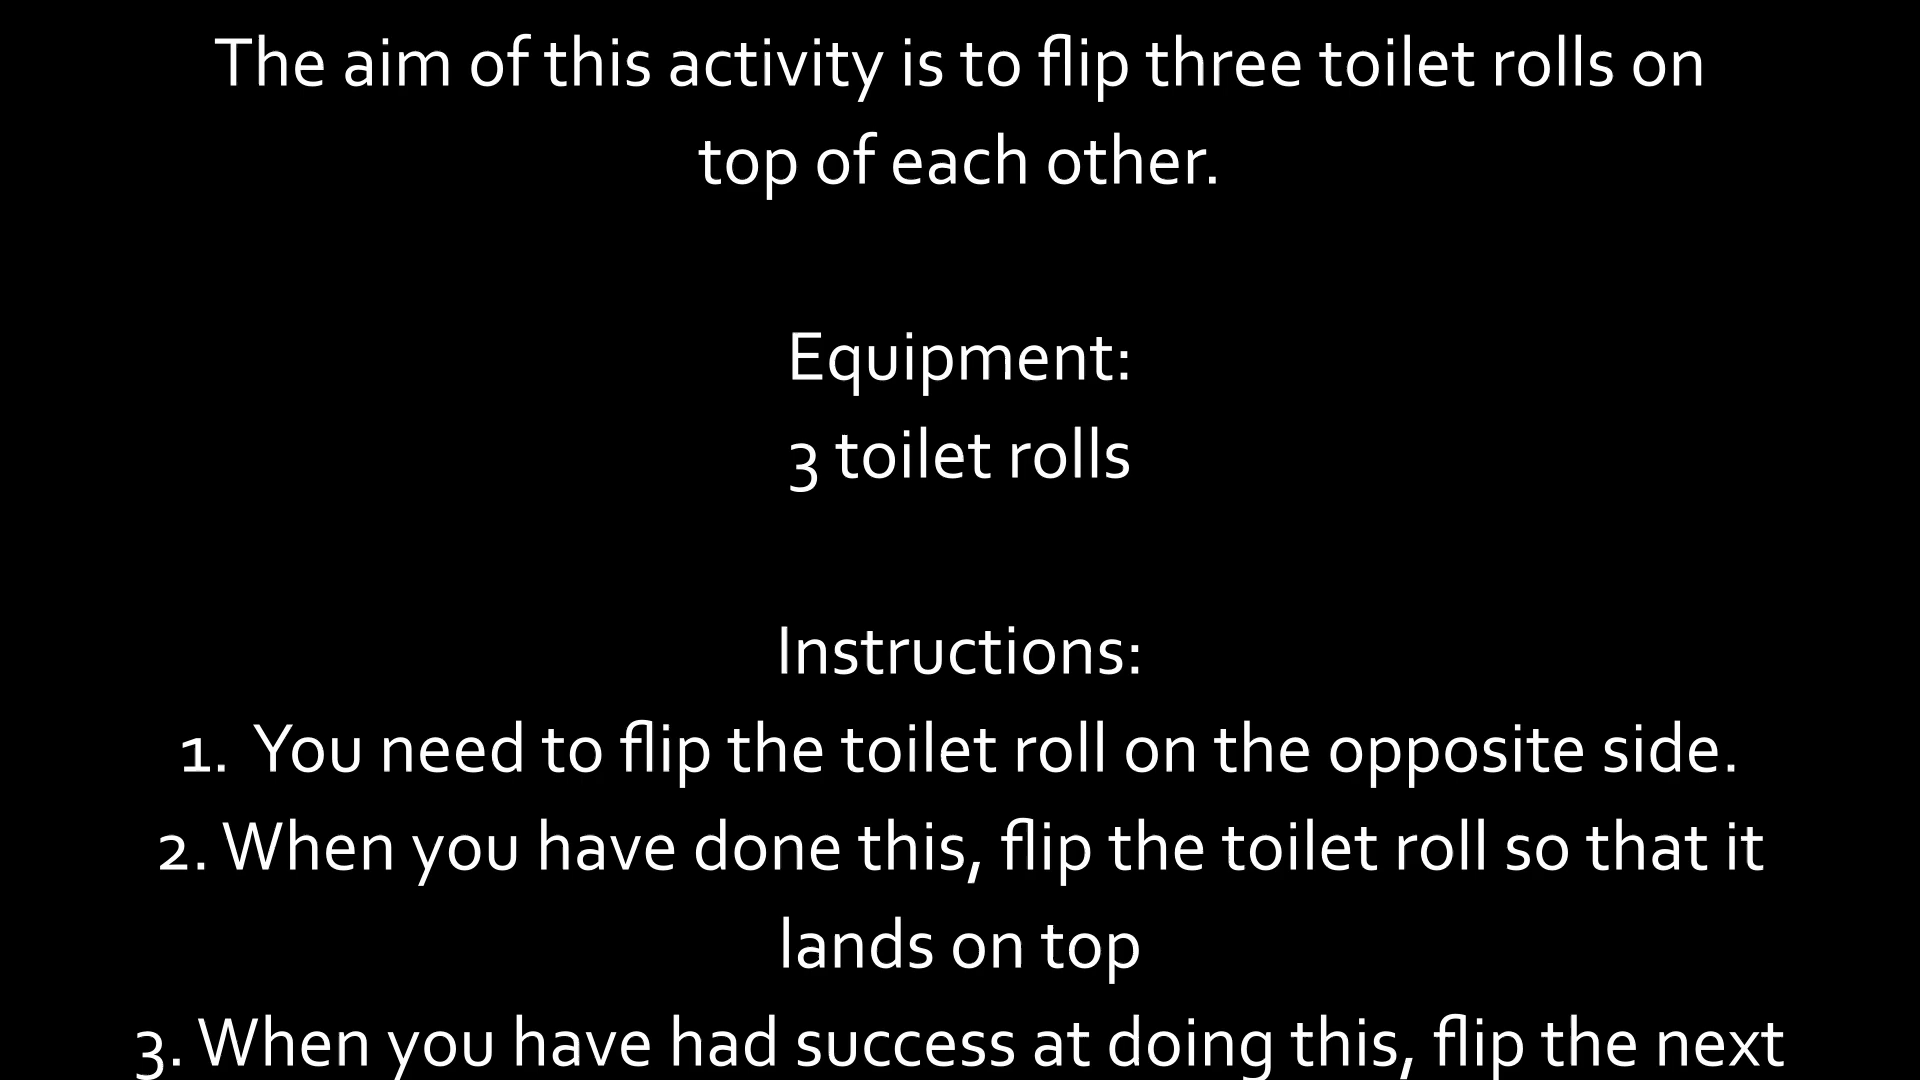 The aim of this activity is to flip three toilet rolls on
top of each other.
Equipment:
3 toilet rolls
Instructions:
1. You need to flip the toilet roll on the opposite side.
2. When you have done this, flip the toilet roll so that it
lands on top
3. When you have had success at doing this, flip the next